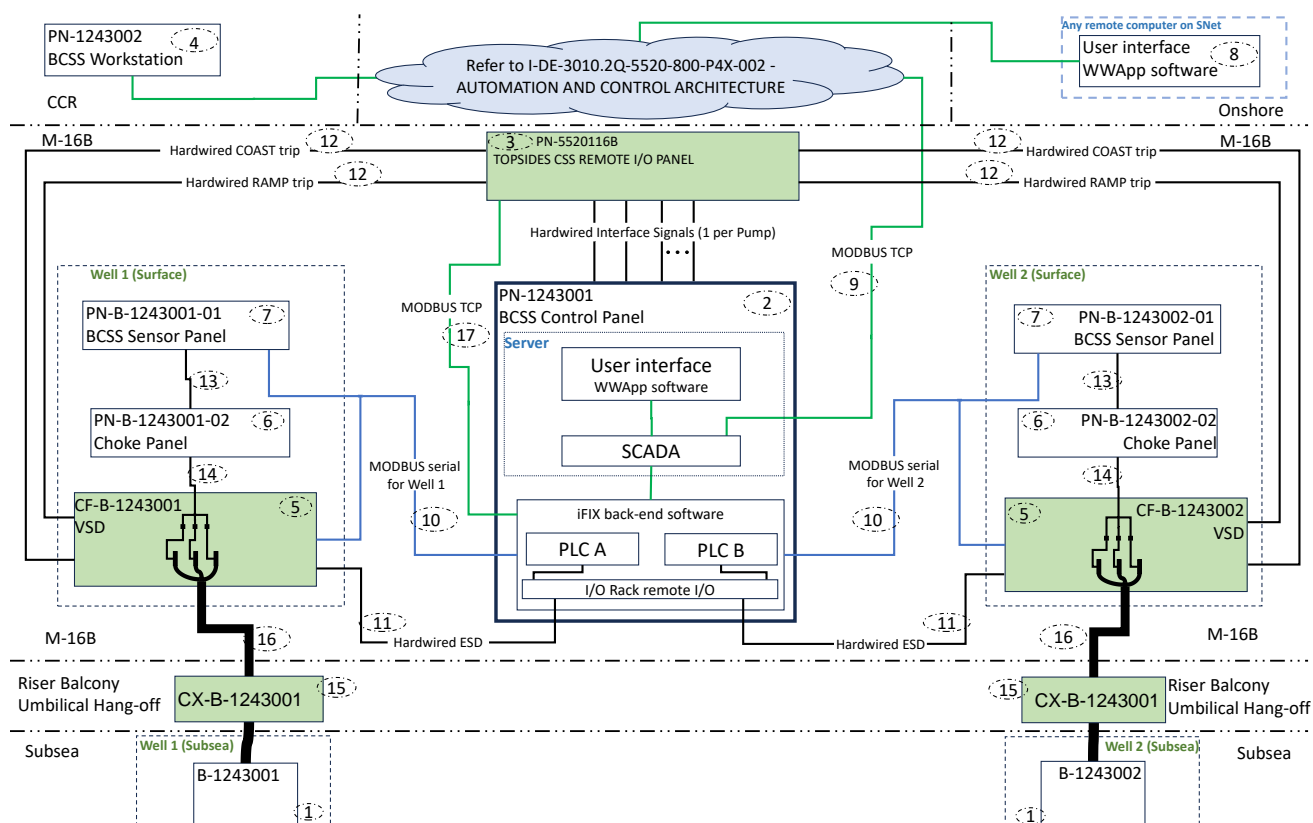 PN-1243002
BCSS Workstation
4
CCR
Refer to I-DE-3010.2Q-5520-800-P4X-002 -
AUTOMATION AND CONTROL ARCHITECTURE
Any remote computer on SNet
User interface
WWApp software
8
Onshore
M-16B
12
Hardwired COAST trip
Hardwired RAMP trip
12
3
PN-5520116B
TOPSIDES CSS REMOTE I/O PANEL
12
Hardwired COAST trip
M-16B
12
Hardwired RAMP trip
Hardwired Interface Signals (1 per Pump)
...
MODBUS TCP
9
Well 1 (Surface)
PN-B-1243001-01
BCSS Sensor Panel
7
13
PN-B-1243001-02
Choke Panel
6
14
CF-B-1243001
VSD
5
MODBUS TCP
17
MODBUS serial
for Well 1
10
PN-1243001
BCSS Control Panel
2
Server
User interface
WWApp software
SCADA
iFIX back-end software
PLC A
PLC B
I/O Rack remote I/O
MODBUS serial
for Well 2
10
Well 2 (Surface)
7
PN-B-1243002-01
BCSS Sensor Panel
13
6
PN-B-1243002-02
Choke Panel
14
5
CF-B-1243002
VSD
11
Hardwired ESD
11
Hardwired ESD
M-16B
16
16
M-16B
Riser Balcony
Umbilical Hang-off
CX-B-1243001
15
15
CX-B-1243001
Riser Balcony
Umbilical Hang-off
Subsea
Well 1 (Subsea)
B-1243001
1
Well 2 (Subsea)
B-1243002
1
Subsea